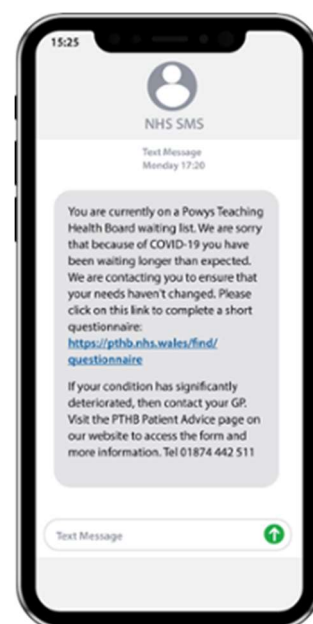 15:25
NHS SMS
Text Message
Monday 17:20
You are currently on a Powys Teaching
Health Board waiting list. We are sorry
that because of COVID-19 you have
been waiting longer than expected.
We are contacting you to ensure that
your needs haven't changed. Please
click on this link to complete a short
questionnaire:
https://pthb.nhs.wales/find/
questionnaire
If your condition has significantly
deteriorated, then contact your GP.
Visit the PTHB Patient Advice page on
our website to access the form and
more information. Tel 01874 442 511
Text Message